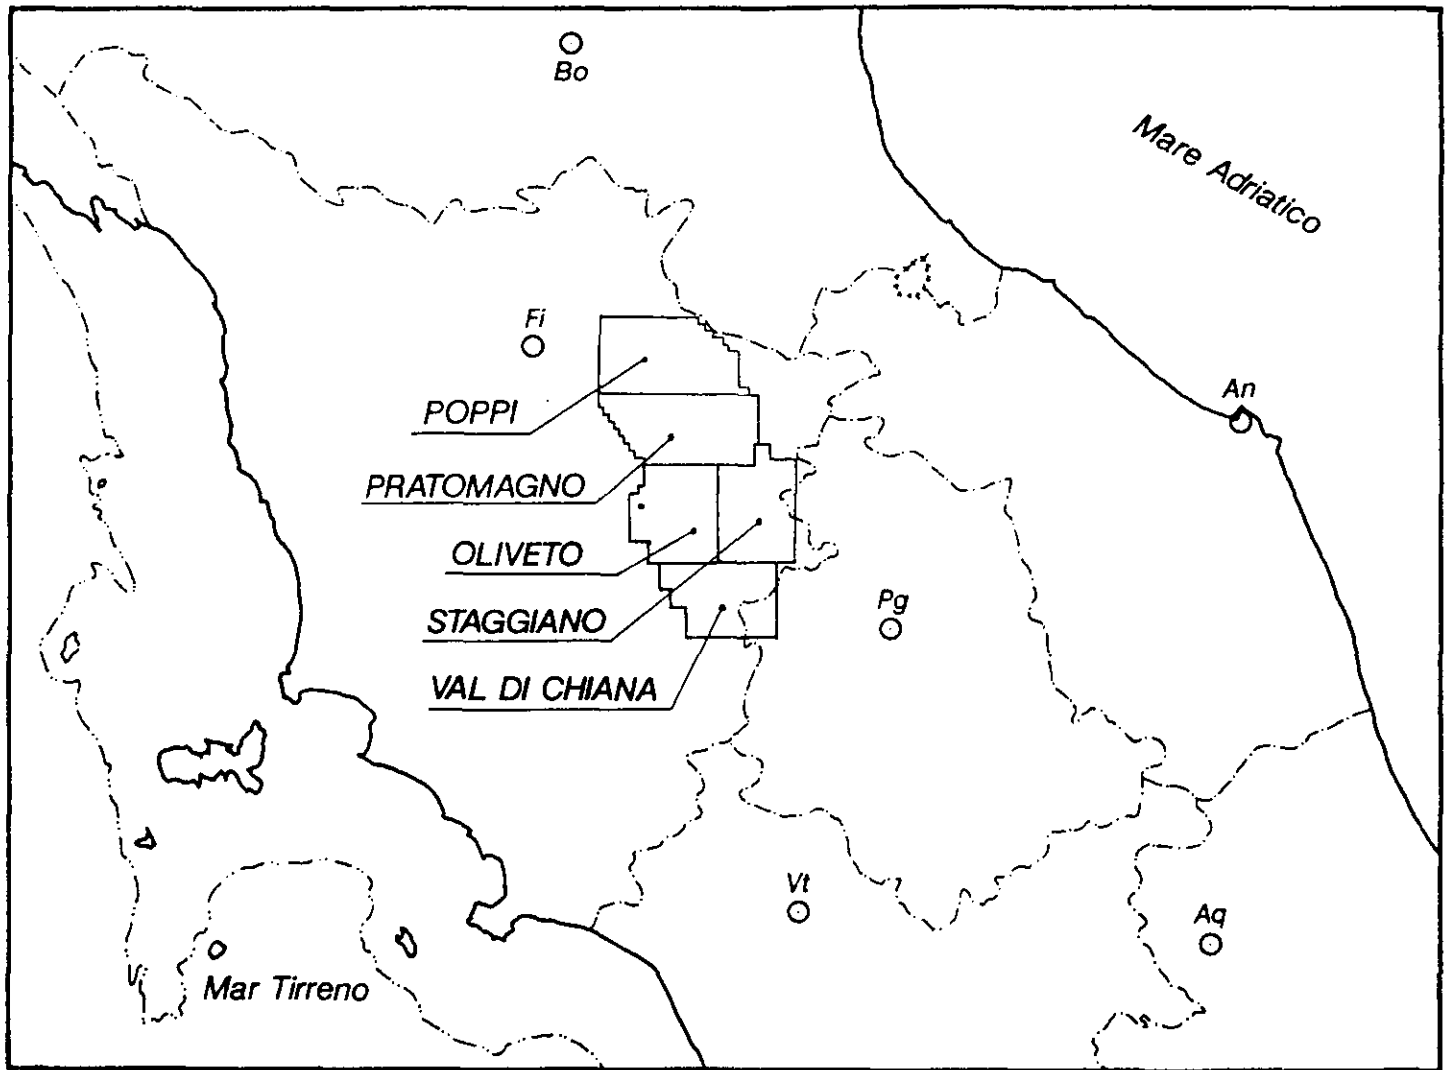 Bo
Mare Adriatico
Fi
An
POPPI
PRATOMAGNO
OLIVETO
STAGGIANO
Pg
VAL DI CHIANA
Vt
Aq
Mar Tirreno